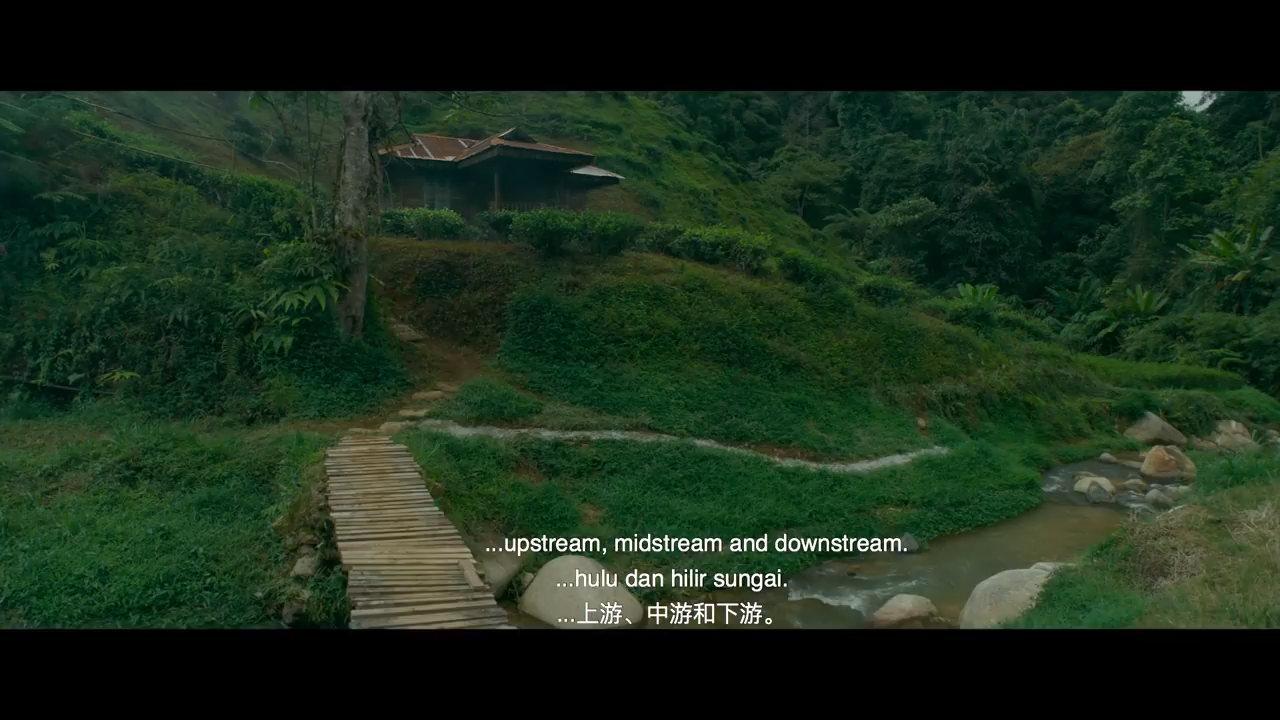 ...upstream, midstream and downstream.
...hulu dan hilir sungai.
...上游、中游和下游。